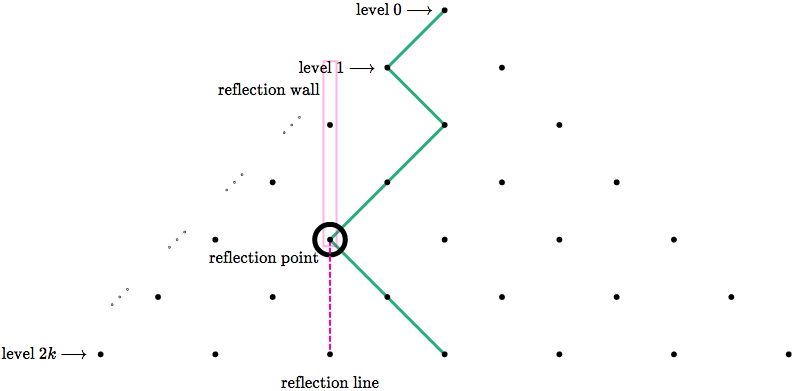 level 0 ⟶
level 1 ⟶
reflection wall
reflection point
level 2k ⟶
reflection line